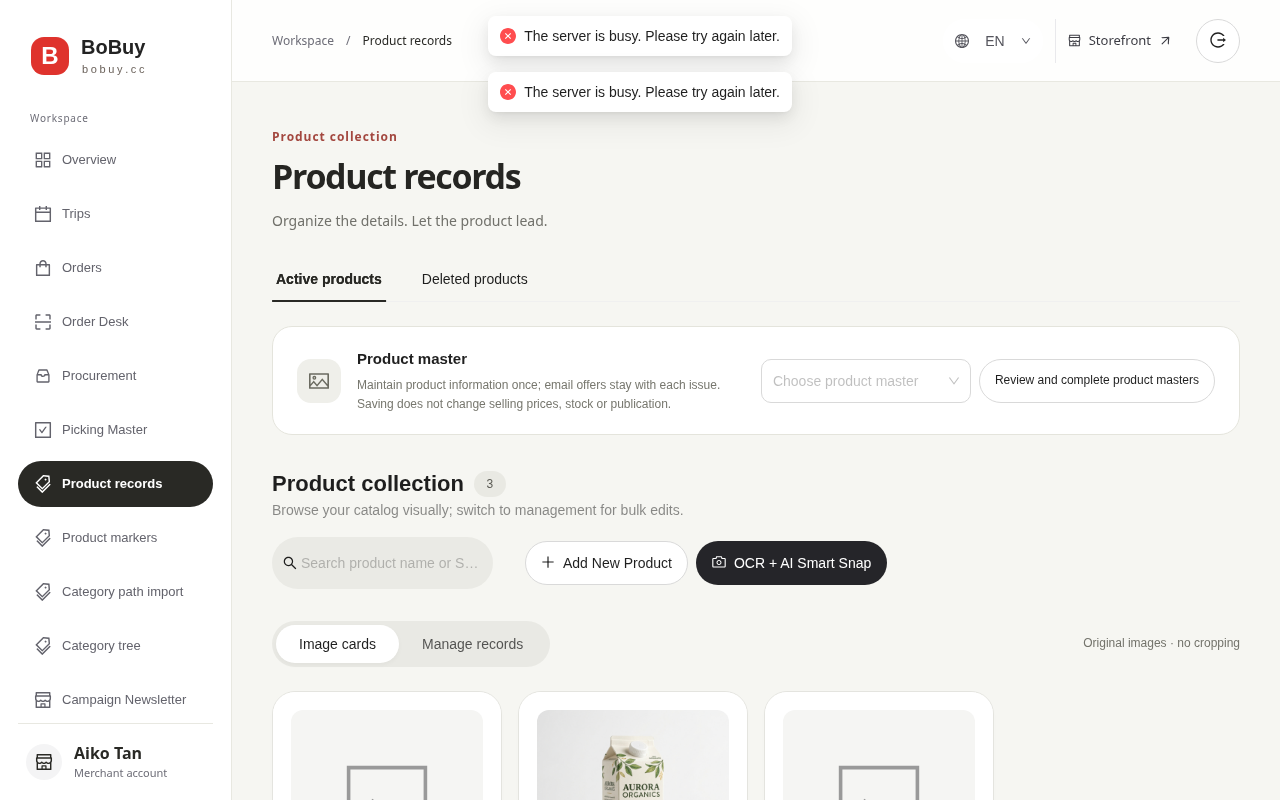 B
BoBuy
bobuy.cc
Workspace
Overview
Trips
Orders
Order Desk
Procurement
Picking Master
Product records
Product markers
Category path import
Category tree
Campaign Newsletter
Aiko Tan
Merchant account
Workspace / Product records
The server is busy. Please try again later.
The server is busy. Please try again later.
EN
Storefront
Product collection
Product records
Organize the details. Let the product lead.
Active products
Deleted products
Product master
Maintain product information once; email offers stay with each issue.
Saving does not change selling prices, stock or publication.
Choose product master
Review and complete product masters
Product collection 3
Browse your catalog visually; switch to management for bulk edits.
Search product name or S…
Add New Product
OCR + AI Smart Snap
Image cards
Manage records
Original images · no cropping
AURORA
ORGANICS